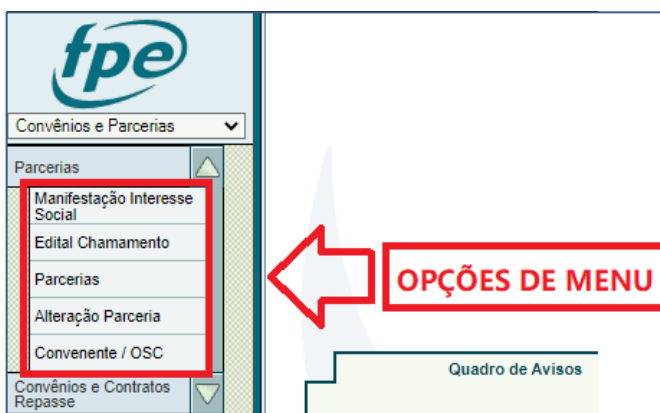 fpe
Convênios e Parcerias
Parcerias
Manifestação Interesse
Social
Edital Chamamento
Parcerias
Alteração Parceria
Convenente / OSC
Convênios e Contratos
Repasse
OPÇÕES DE MENU
Quadro de Avisos